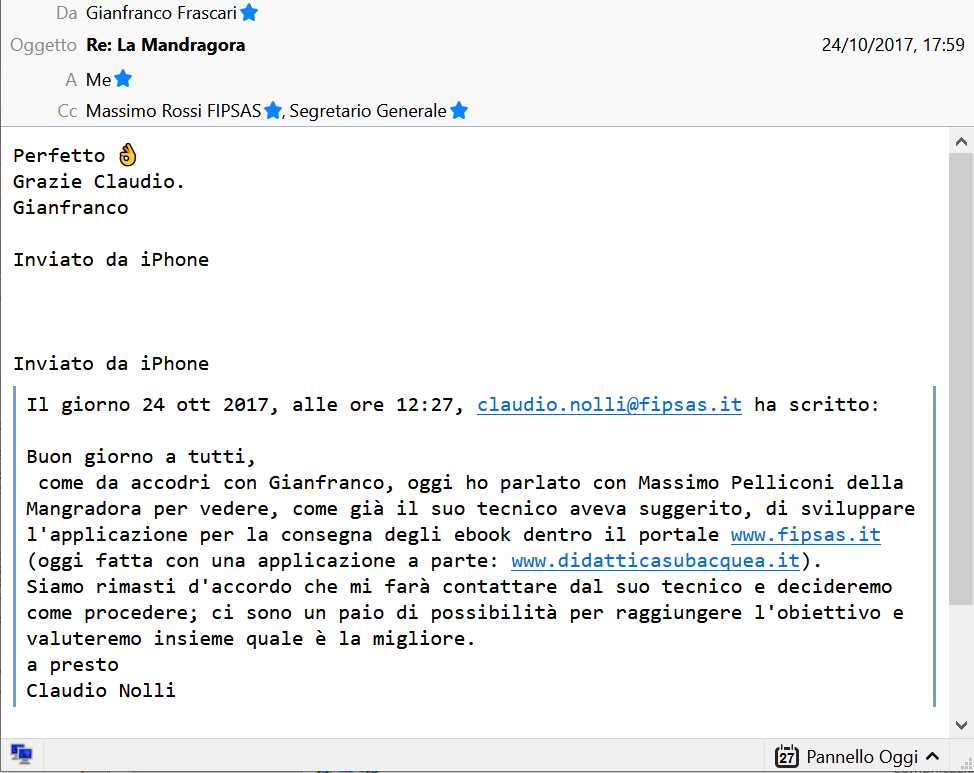 Da Gianfranco Frascari
Oggetto Re: La Mandragora 24/10/2017, 17:59
A Me
Cc Massimo Rossi FIPSAS, Segretario Generale
Perfetto 👌
Grazie Claudio.
Gianfranco
Inviato da iPhone
Inviato da iPhone
Il giorno 24 ott 2017, alle ore 12:27, claudio.nolli@fipsas.it ha scritto:
Buon giorno a tutti,
come da accodri con Gianfranco, oggi ho parlato con Massimo Pelliconi della
Mangradora per vedere, come già il suo tecnico aveva suggerito, di sviluppare
l'applicazione per la consegna degli ebook dentro il portale www.fipsas.it
(oggi fatta con una applicazione a parte: www.didatticasubacquea.it).
Siamo rimasti d'accordo che mi farà contattare dal suo tecnico e decideremo
come procedere; ci sono un paio di possibilità per raggiungere l'obiettivo e
valuteremo insieme quale è la migliore.
a presto
Claudio Nolli
27 Pannello Oggi